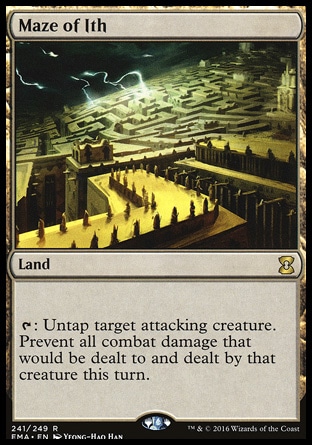 Maze of Ith
Land
: Untap target attacking creature.
Prevent all combat damage that
would be dealt to and dealt by that
creature this turn.
241/249 R
EMA • EN Yeong-Hao Han
™ & © 2016 Wizards of the Coast